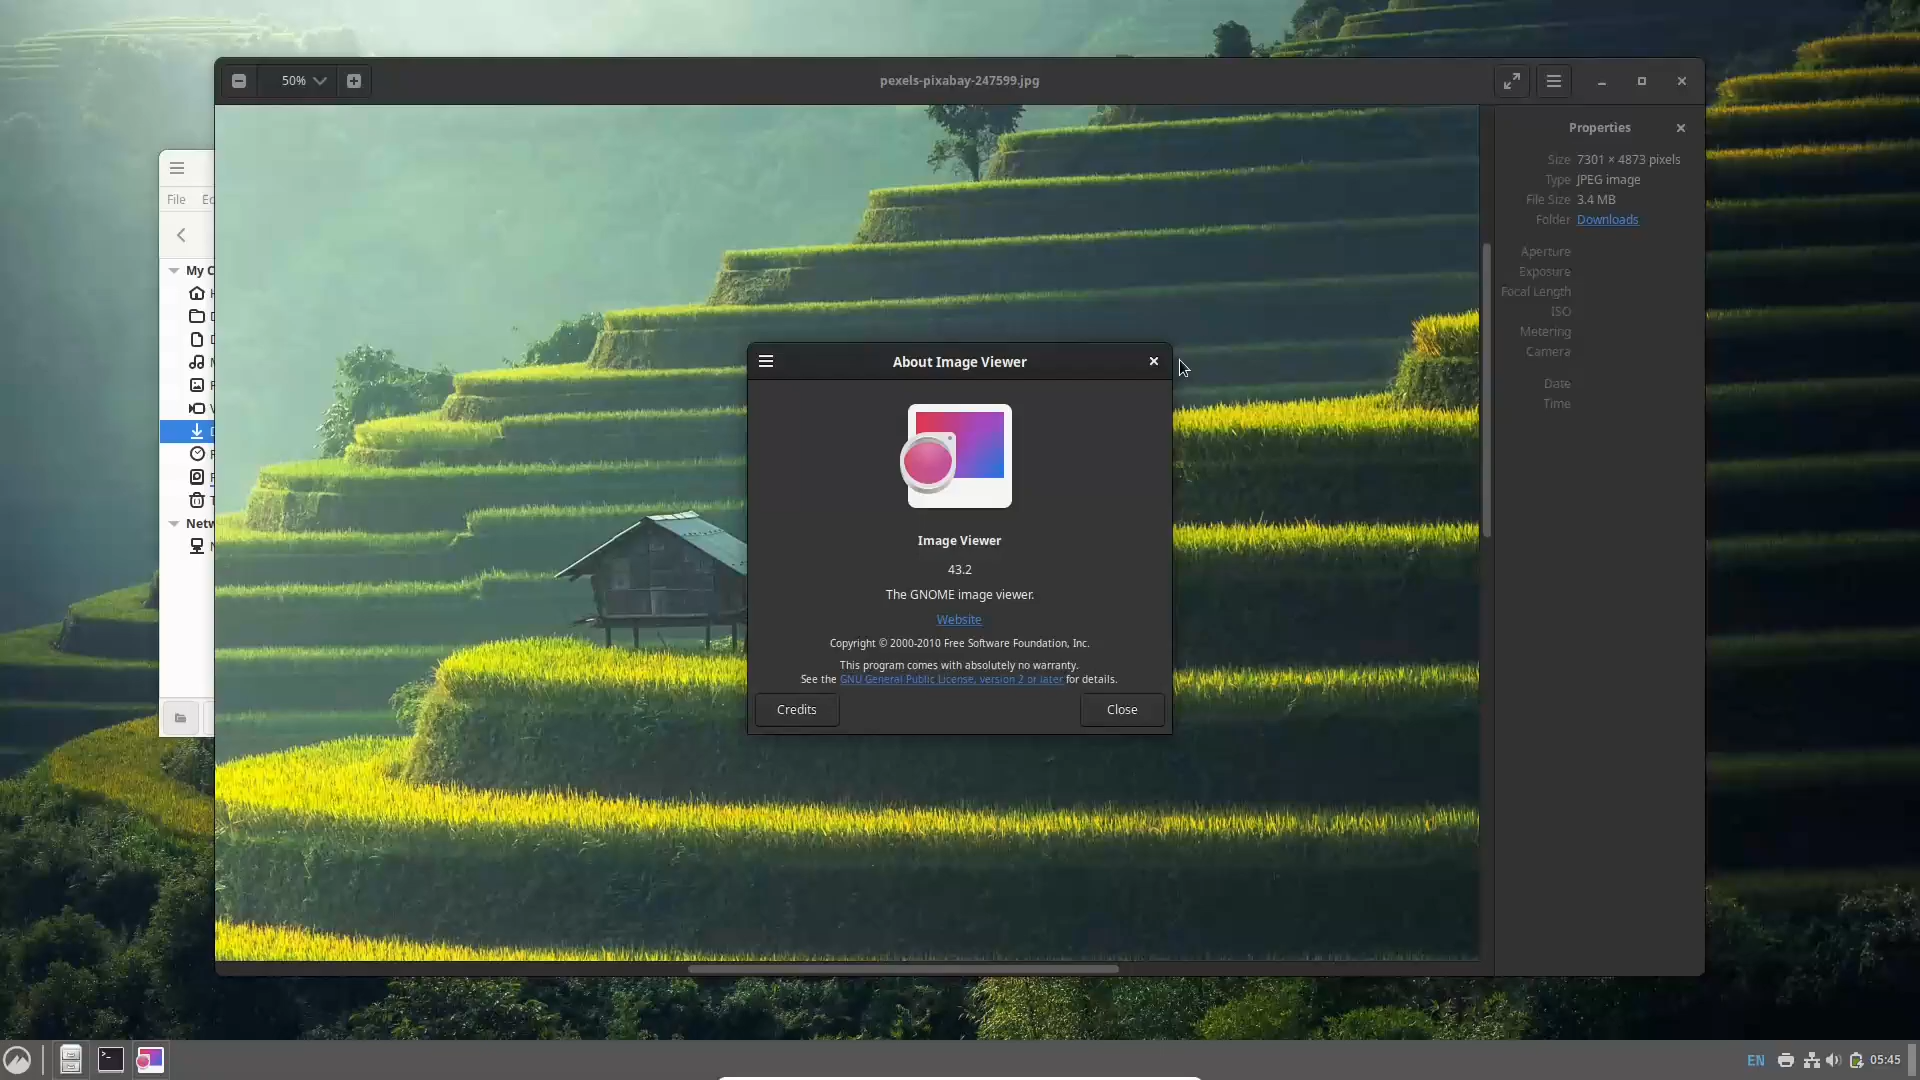 50%
pexels-pixabay-247599.jpg
File
Properties
Size 7301 × 4873 pixels
Type JPEG image
File Size 3.4 MB
Folder Downloads
Aperture
Exposure
Focal Length
ISO
Metering
Camera
Date
Time
About Image Viewer
Image Viewer
43.2
The GNOME image viewer.
Website
Copyright © 2000-2010 Free Software Foundation, Inc.
This program comes with absolutely no warranty.
See the GNU General Public License, version 2 or later for details.
Credits
Close
EN
05:45